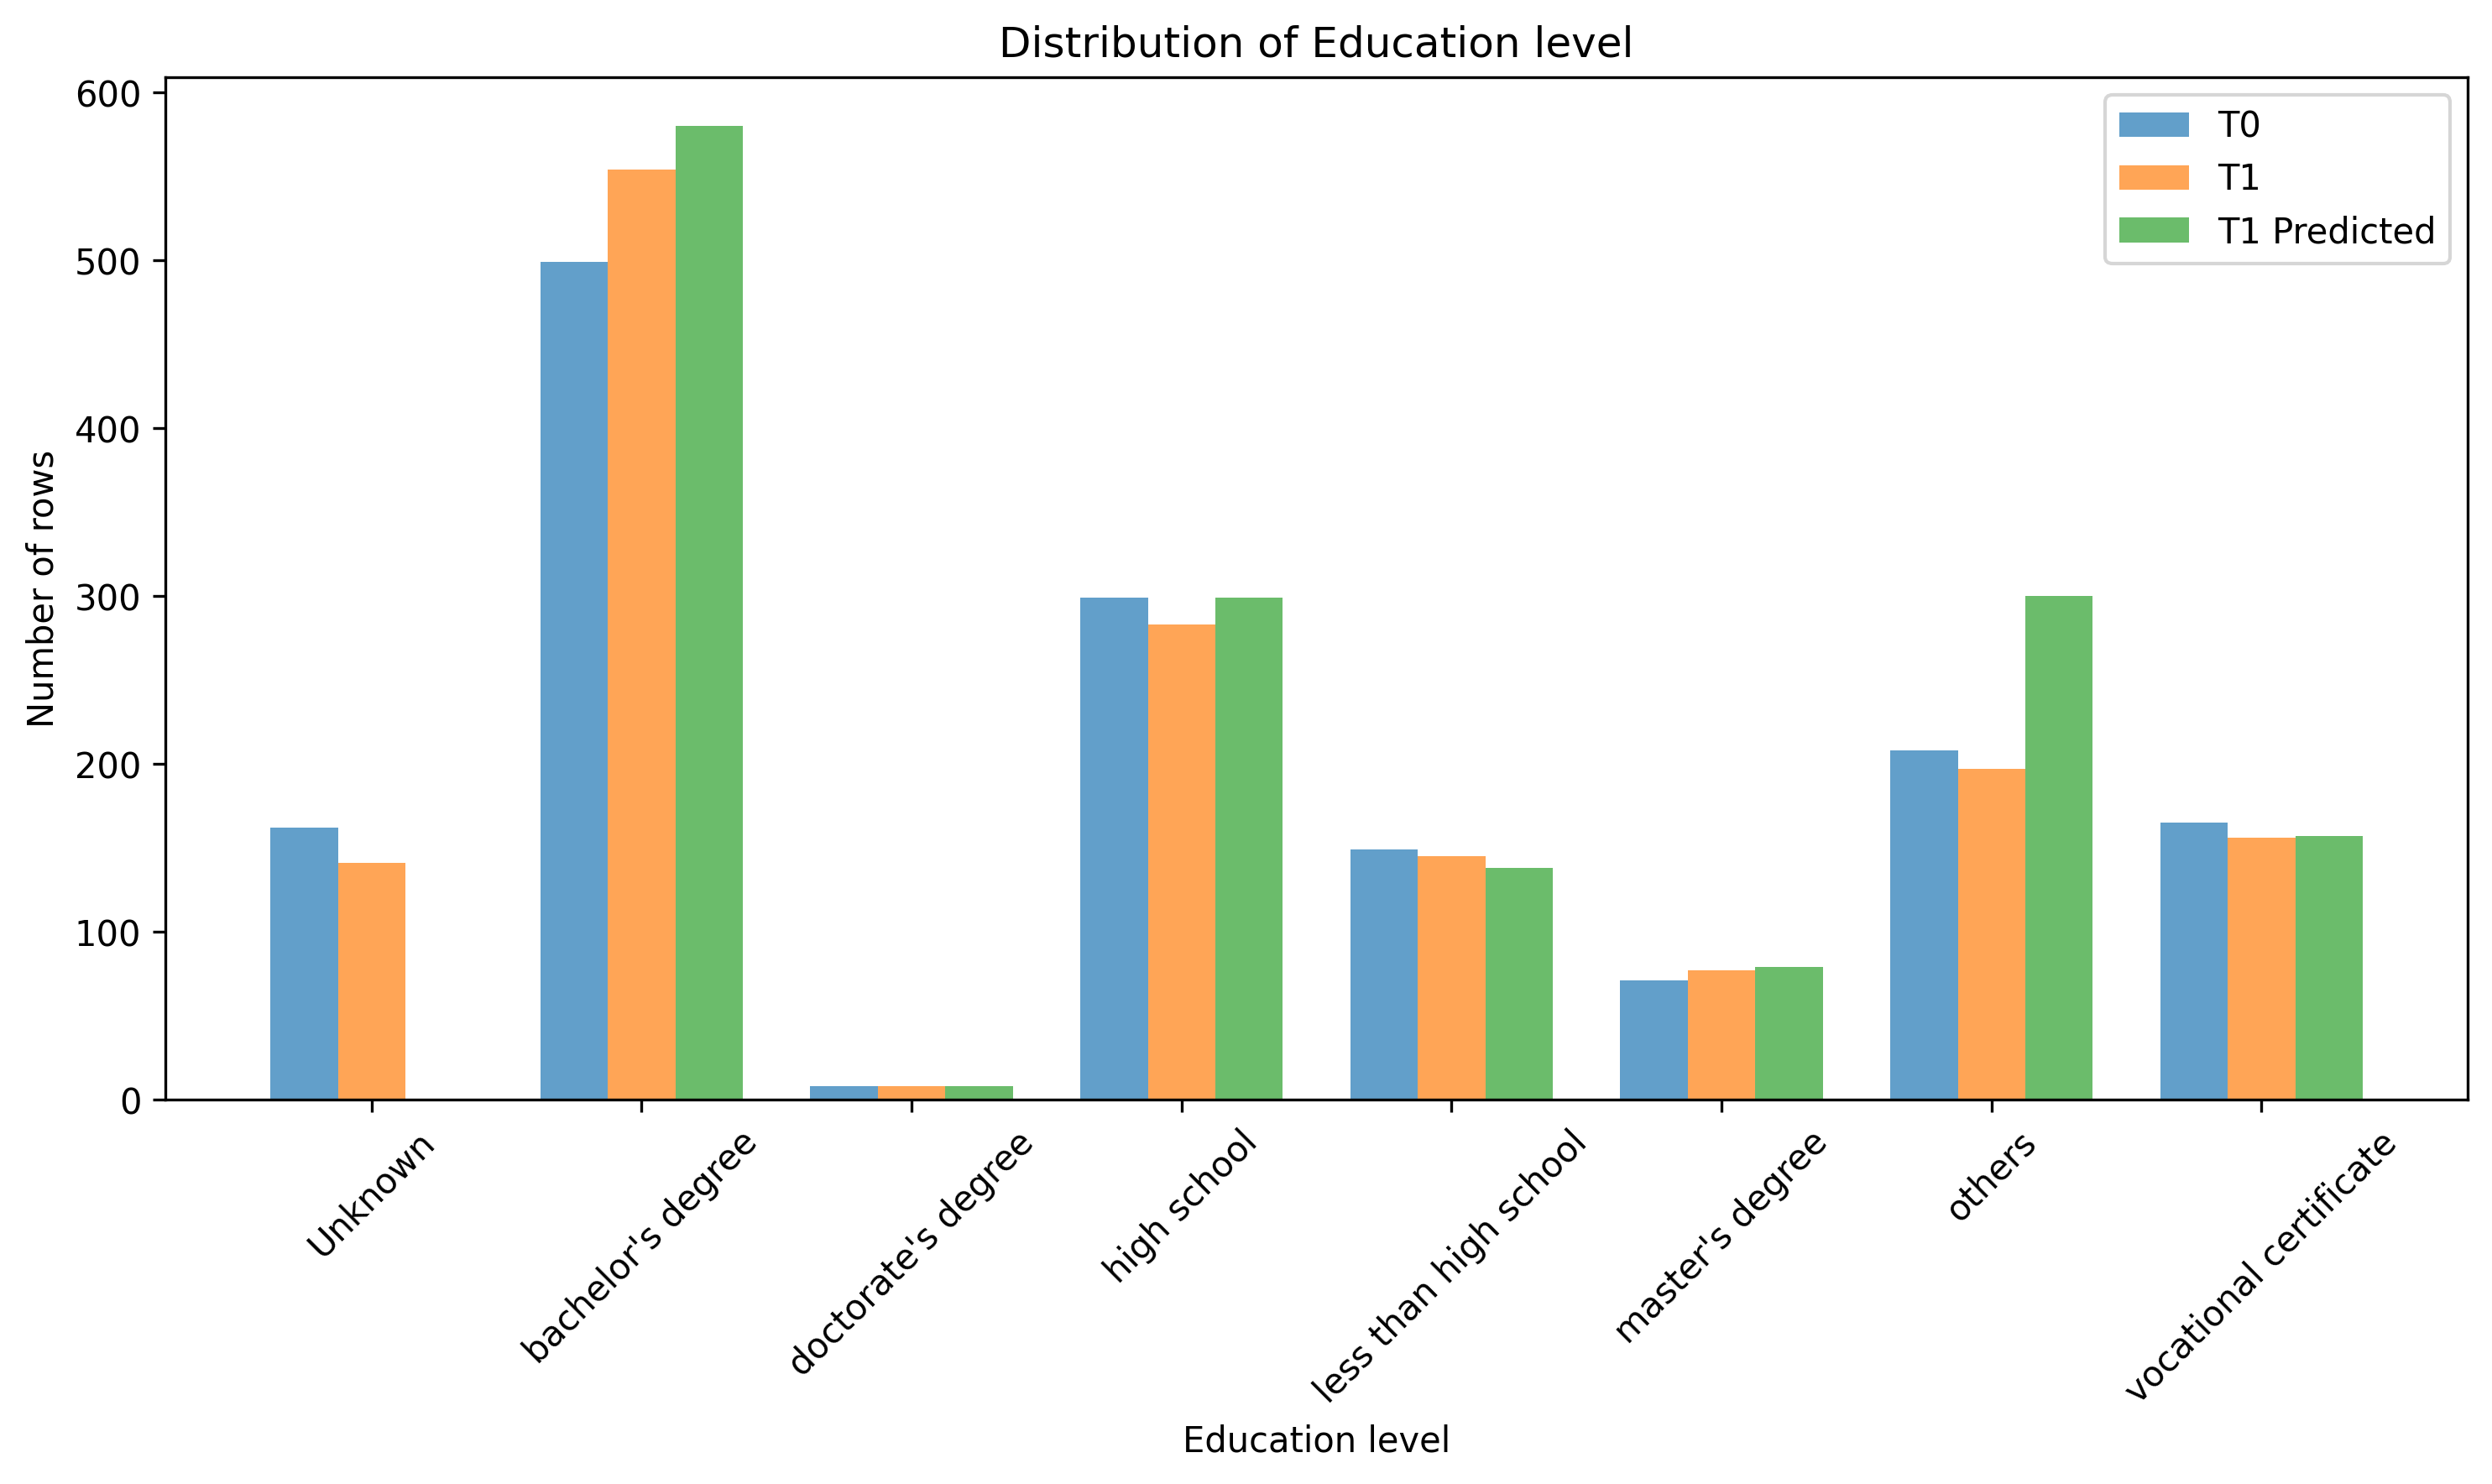 Distribution of Education level
600
500
400
300
200
100
0
Number of rows
T0
T1
T1 Predicted
Unknown
bachelor's degree
doctorate's degree
high school
less than high school
master's degree
others
vocational certificate
Education level